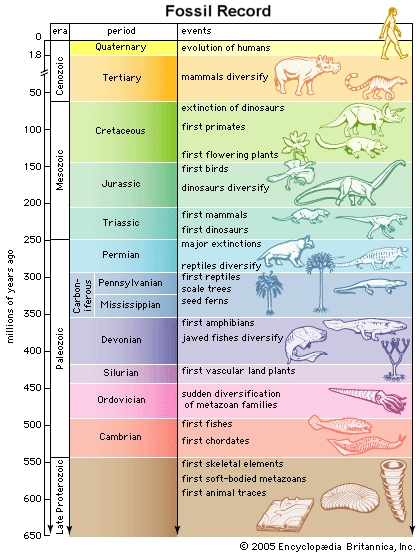 Fossil Record
era period events
0
Quaternary evolution of humans
1.8
Cenozoic
Tertiary mammals diversify
50
extinction of dinosaurs
Cretaceous first primates
100
first flowering plants
150
Mesozoic
first birds
Jurassic dinosaurs diversify
200
first mammals
Triassic
first dinosaurs
250
major extinctions
Permian
reptiles diversify
300
Carbon-
iferous
first reptiles
Pennsylvanian scale trees
Mississippian seed ferns
350
millions of years ago
Paleozoic
first amphibians
Devonian jawed fishes diversify
400
Silurian first vascular land plants
450
Ordovician sudden diversification
of metazoan families
500
first fishes
Cambrian
first chordates
550
first skeletal elements
first soft-bodied metazoans
600
first animal traces
Late Proterozoic
650
© 2005 Encyclopædia Britannica, Inc.